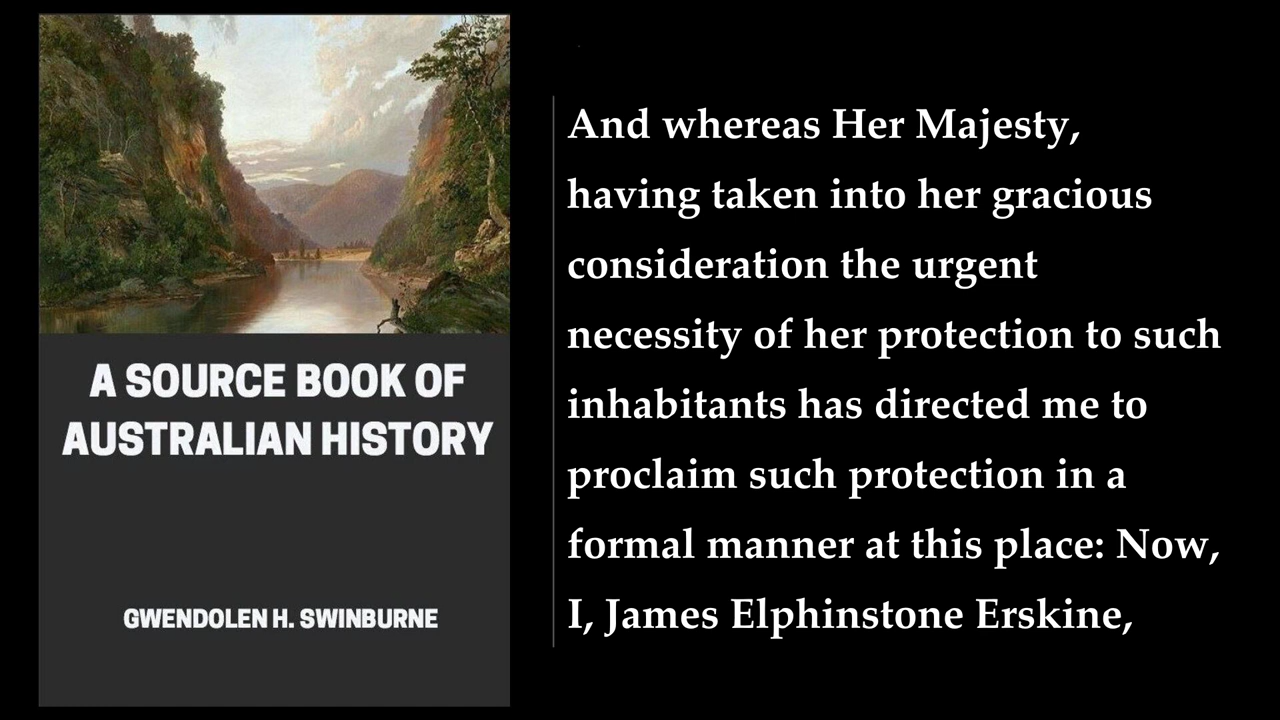 A SOURCE BOOK OF
AUSTRALIAN HISTORY
GWENDOLEN H. SWINBURNE
And whereas Her Majesty,
having taken into her gracious
consideration the urgent
necessity of her protection to such
inhabitants has directed me to
proclaim such protection in a
formal manner at this place: Now,
I, James Elphinstone Erskine,